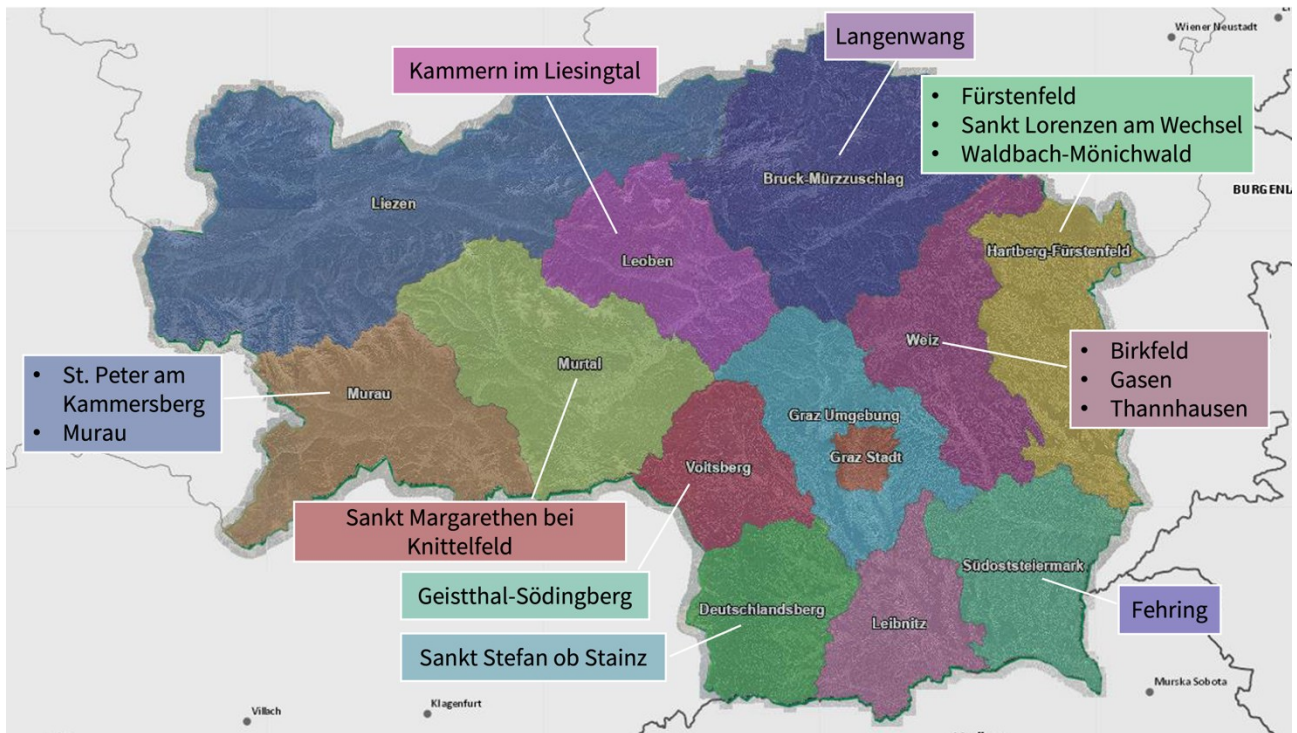 Wiener Neustadt
Langenwang
Kammern im Liesingtal
• Fürstenfeld
• Sankt Lorenzen am Wechsel
• Waldbach-Mönichwald
Bruck-Mürzzuschlag
BURGENL
Liezen
Hartberg-Fürstenfeld
Leoben
Weiz
• Birkfeld
• Gasen
• Thannhausen
Murtal
• St. Peter am
Kammersberg
• Murau
Murau
Graz Umgebung
Graz Stadt
Voitsberg
Sankt Margarethen bei
Knittelfeld
Südoststeiermark
Geistthal-Södingberg
Deutschlandsberg
Fehring
Leibnitz
Sankt Stefan ob Stainz
Murska Sobota
Klagenfurt
Villach